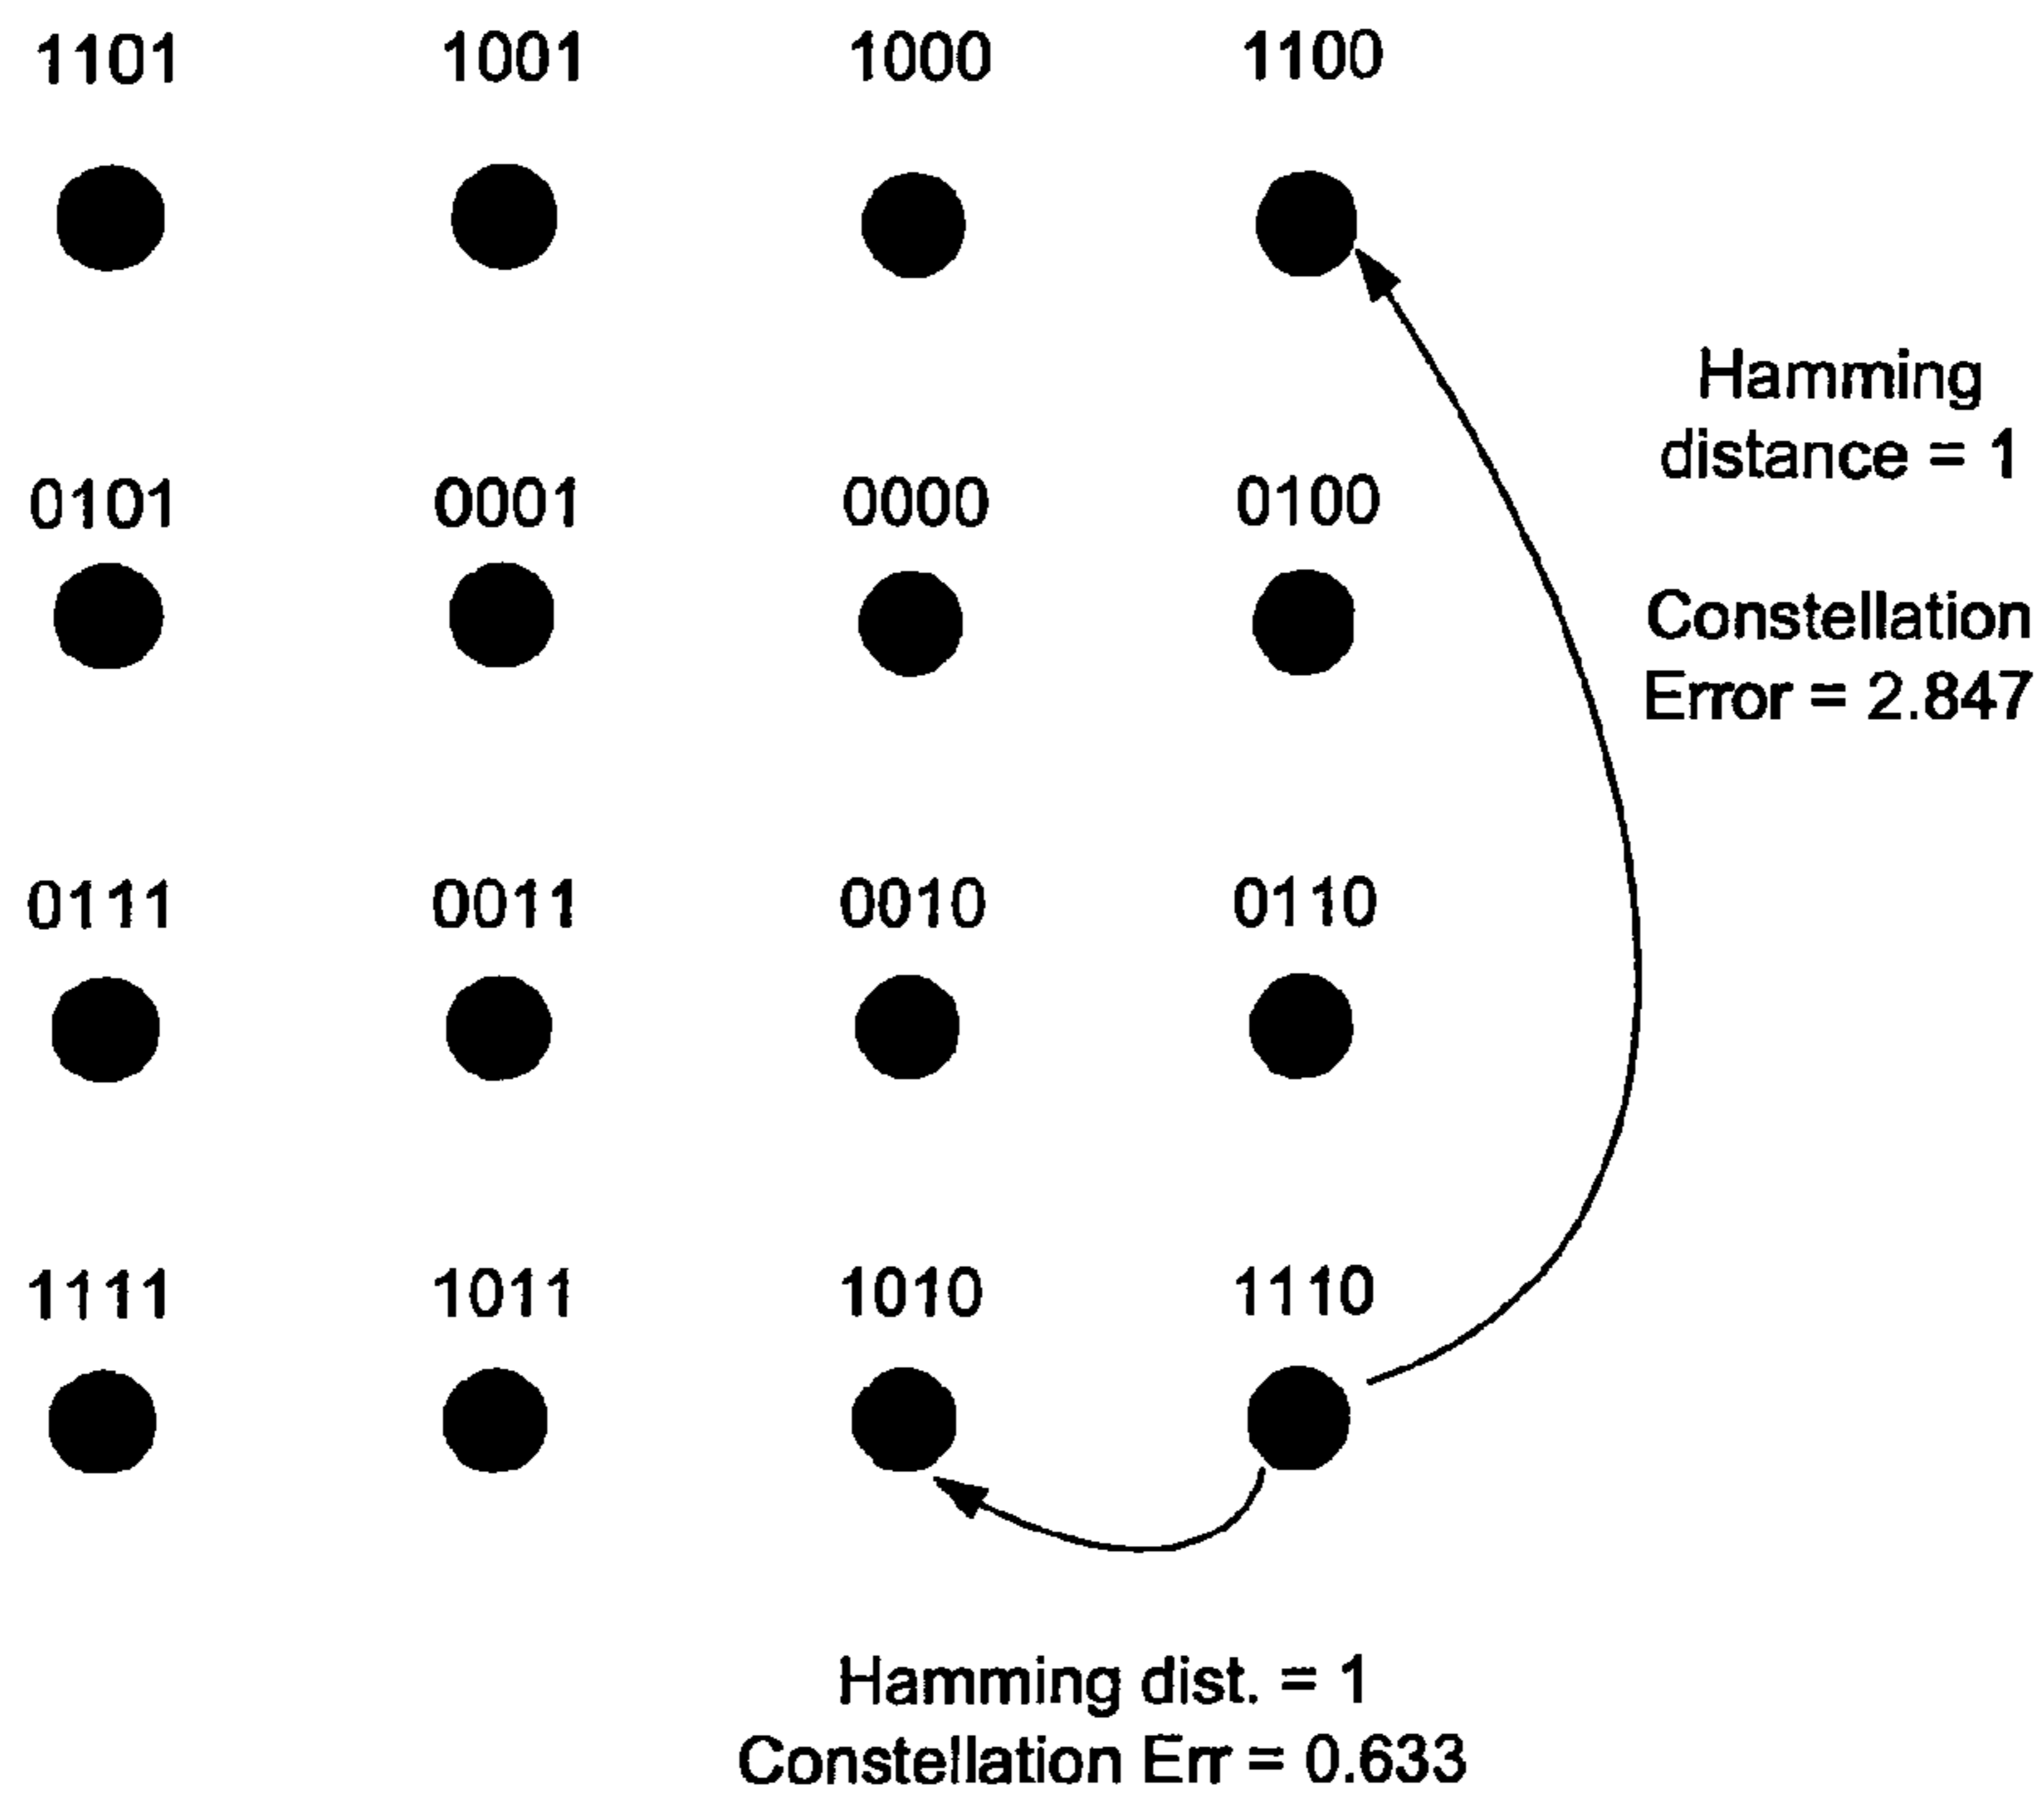 1101 1001 1000 1100
Hamming
distance = 1
0101 0001 0000 0100
Constellation
Error = 2.847
0111 0011 0010 0110
1111 1011 1010 1110
Hamming dist. = 1
Constellation Err = 0.633